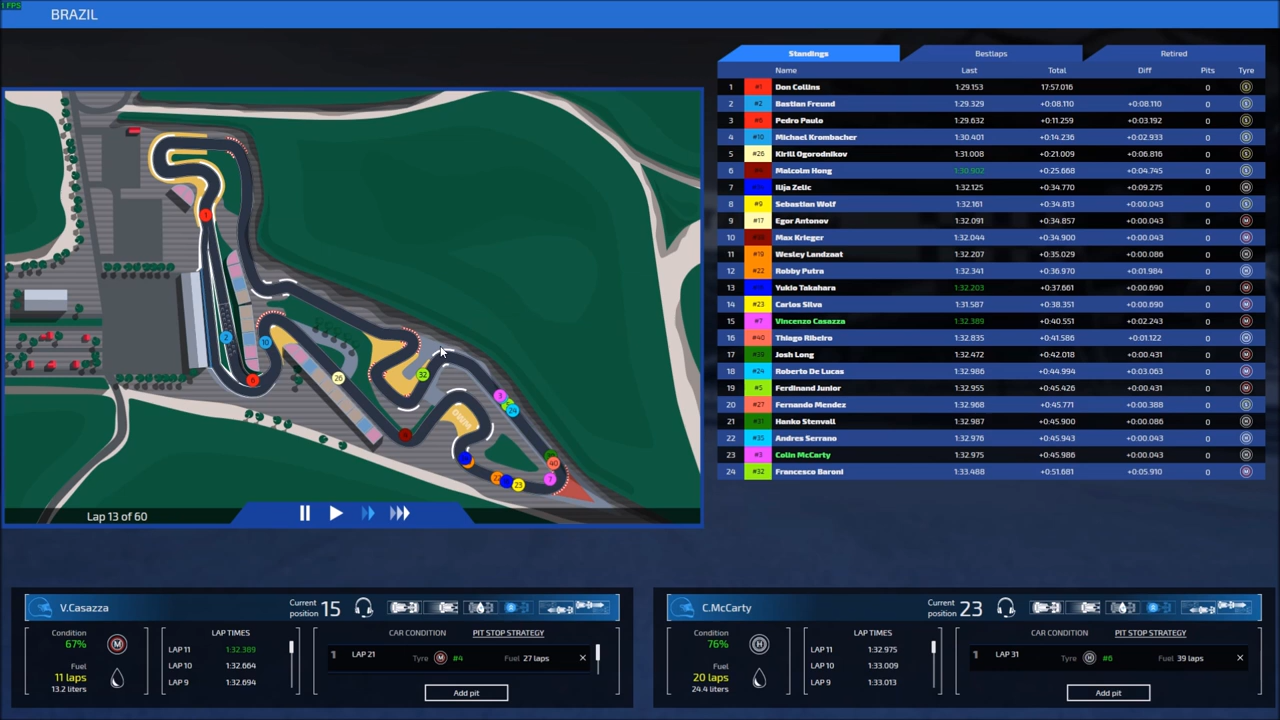 1 FPS
BRAZIL
Standings Bestlaps Retired
Name Last Total Diff Pits Tyre
1 #1 Don Collins 1:29.153 17:57.016 0 S
2 #2 Bastian Freund 1:29.329 +0:08.110 +0:08.110 0 S
3 #6 Pedro Paulo 1:29.632 +0:11.259 +0:03.192 0 S
4 #10 Michael Krombacher 1:30.401 +0:14.236 +0:02.933 0 S
5 #26 Kirill Ogorodnikov 1:31.008 +0:21.009 +0:06.816 0 S
6 Malcolm Hong 1:30.902 +0:25.668 +0:04.745 0 S
7 Ilija Zelic 1:32.125 +0:34.770 +0:09.275 0 H
8 #9 Sebastian Wolf 1:32.161 +0:34.813 +0:00.043 0 S
9 #17 Egor Antonov 1:32.091 +0:34.857 +0:00.043 0 M
10 Max Krieger 1:32.044 +0:34.900 +0:00.043 0 M
11 #19 Wesley Landzaat 1:32.207 +0:35.029 +0:00.086 0 H
12 #22 Robby Putra 1:32.341 +0:36.970 +0:01.984 0 H
13 Yukio Takahara 1:32.203 +0:37.661 +0:00.690 0 M
14 #23 Carlos Silva 1:31.587 +0:38.351 +0:00.690 0 M
15 #7 Vincenzo Casazza 1:32.389 +0:40.551 +0:02.243 0 M
16 #40 Thiago Ribeiro 1:32.835 +0:41.586 +0:01.122 0 H
17 Josh Long 1:32.472 +0:42.018 +0:00.431 0 M
18 #24 Roberto De Lucas 1:32.986 +0:44.994 +0:03.063 0 H
19 #5 Ferdinand Junior 1:32.955 +0:45.426 +0:00.431 0 M
20 #27 Fernando Mendez 1:32.968 +0:45.771 +0:00.388 0 S
21 #31 Hanko Stenvall 1:32.987 +0:45.900 +0:00.086 0 H
22 #35 Andres Serrano 1:32.976 +0:45.943 +0:00.043 0 H
23 #3 Colin McCarty 1:32.975 +0:45.986 +0:00.043 0 H
24 #32 Francesco Baroni 1:33.488 +0:51.681 +0:05.910 0 M
1
2
10
6
26
32
3
24
GWM
40
7
22
23
Lap 13 of 60
V.Casazza Current position 15
Condition
67%
M
Fuel
11 laps
13.2 liters
LAP TIMES
LAP 11 1:32.389
LAP 10 1:32.664
LAP 9 1:32.694
CAR CONDITION PIT STOP STRATEGY
1 LAP 21 Tyre M #4 Fuel 27 laps
Add pit
C.McCarty Current position 23
Condition
76%
H
Fuel
20 laps
24.4 liters
LAP TIMES
LAP 11 1:32.975
LAP 10 1:33.009
LAP 9 1:33.013
CAR CONDITION PIT STOP STRATEGY
1 LAP 31 Tyre H #6 Fuel 39 laps
Add pit